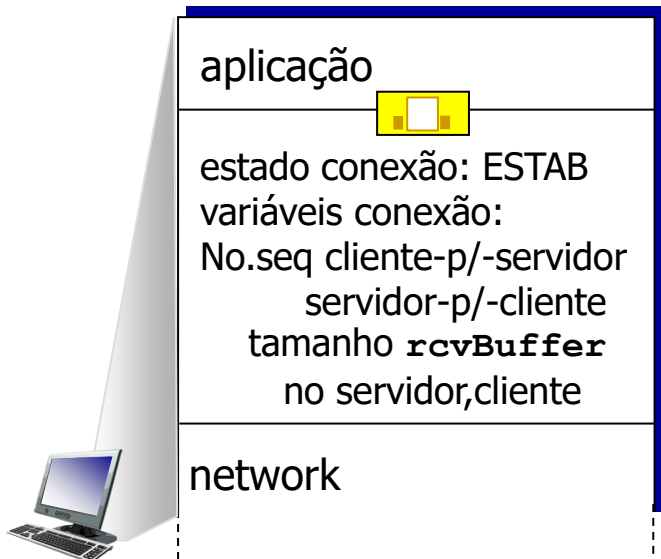 aplicação
estado conexão: ESTAB
variáveis conexão:
No.seq cliente-p/-servidor
servidor-p/-cliente
tamanho rcvBuffer
no servidor,cliente
network